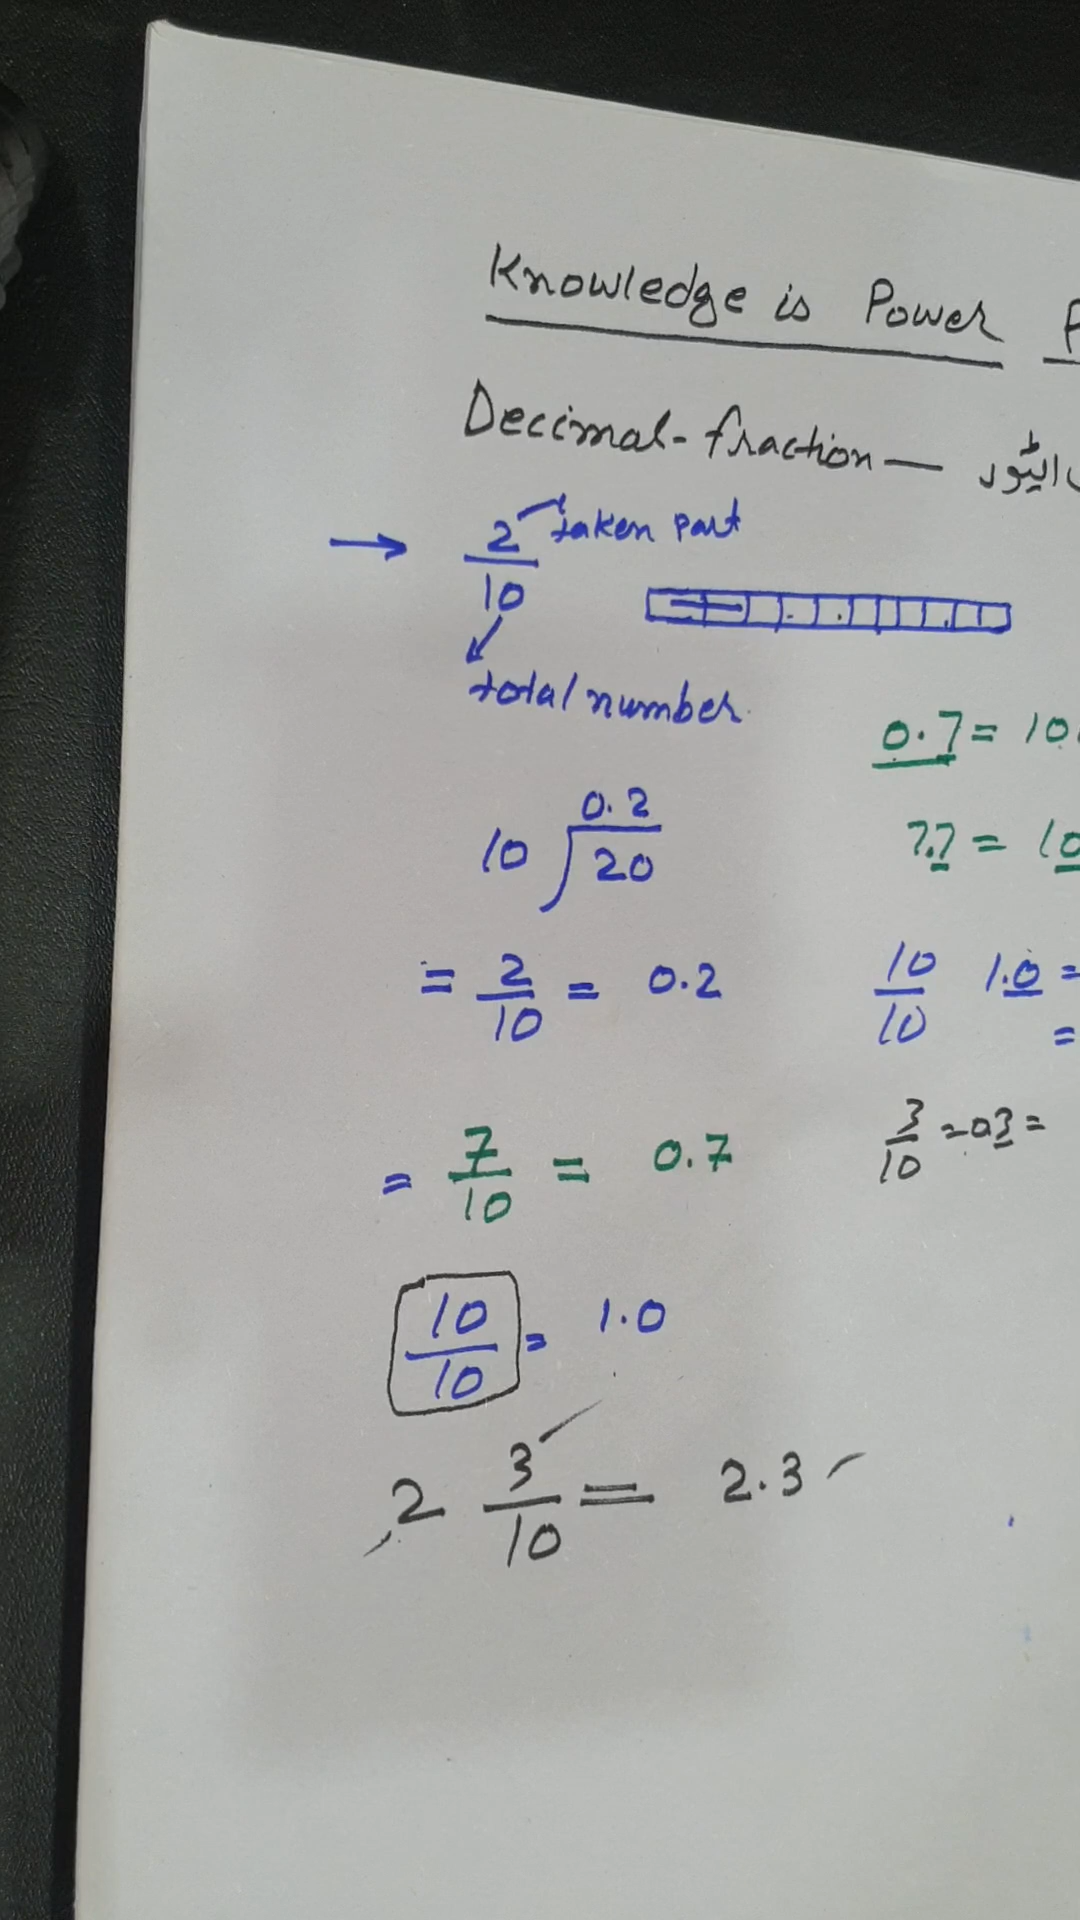 Knowledge is Power P
Decimal-fraction —
→ 2/10 taken part
total number
0.7 = 10
0.2
10 ) 20
7.7 = 10
= 2/10 = 0.2
10/10 1.0 =
=
3/10 = 0.3 =
= 7/10 = 0.7
10/10 = 1.0
2 3/10 = 2.3